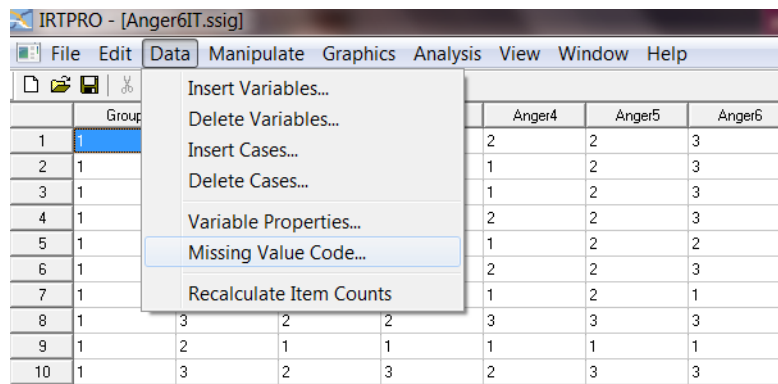 IRTPRO - [Anger6IT.ssig]
File Edit Data Manipulate Graphics Analysis View Window Help
Insert Variables...
Delete Variables...
Insert Cases...
Delete Cases...
Variable Properties...
Missing Value Code...
Recalculate Item Counts
Group Anger4 Anger5 Anger6
1 1 2 2 3
2 1 1 2 3
3 1 1 2 3
4 1 2 2 3
5 1 1 2 2
6 1 2 2 3
7 1 1 2 1
8 1 3 2 2 3 3 3
9 1 2 1 1 1 1 1
10 1 3 2 3 2 3 3